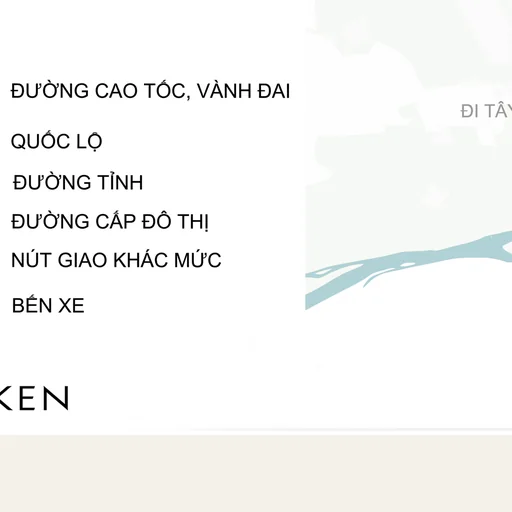 ĐƯỜNG CAO TỐC, VÀNH ĐAI
ĐI TÂY
QUỐC LỘ
ĐƯỜNG TỈNH
ĐƯỜNG CẤP ĐÔ THỊ
NÚT GIAO KHÁC MỨC
BẾN XE
KEN